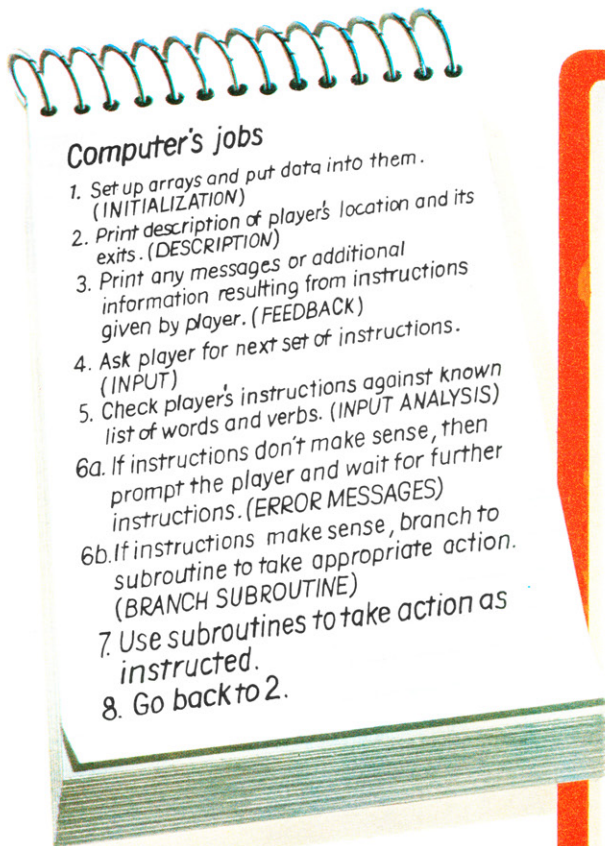 Computer's jobs
1. Set up arrays and put data into them.
(INITIALIZATION)
2. Print description of player's location and its
exits. (DESCRIPTION)
3. Print any messages or additional
information resulting from instructions
given by player. (FEEDBACK)
4. Ask player for next set of instructions.
(INPUT)
5. Check player's instructions against known
list of words and verbs. (INPUT ANALYSIS)
6a. If instructions don't make sense, then
prompt the player and wait for further
instructions. (ERROR MESSAGES)
6b. If instructions make sense, branch to
subroutine to take appropriate action.
(BRANCH SUBROUTINE)
7. Use subroutines to take action as
instructed.
8. Go back to 2.